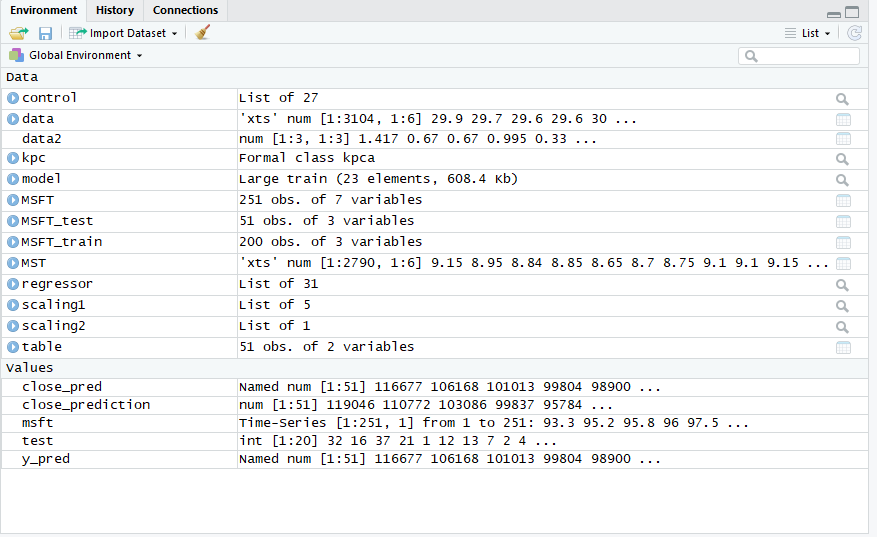 Environment History Connections
Import Dataset List
Global Environment
Data
control List of 27
data 'xts' num [1:3104, 1:6] 29.9 29.7 29.6 29.6 30 ...
data2 num [1:3, 1:3] 1.417 0.67 0.67 0.995 0.33 ...
kpc Formal class kpca
model Large train (23 elements, 608.4 Kb)
MSFT 251 obs. of 7 variables
MSFT_test 51 obs. of 3 variables
MSFT_train 200 obs. of 3 variables
MST 'xts' num [1:2790, 1:6] 9.15 8.95 8.84 8.85 8.65 8.7 8.75 9.1 9.1 9.15 ...
regressor List of 31
scaling1 List of 5
scaling2 List of 1
table 51 obs. of 2 variables
Values
close_pred Named num [1:51] 116677 106168 101013 99804 98900 ...
close_prediction num [1:51] 119046 110772 103086 99837 95784 ...
msft Time-Series [1:251, 1] from 1 to 251: 93.3 95.2 95.8 96 97.5 ...
test int [1:20] 32 16 37 21 1 12 13 7 2 4 ...
y_pred Named num [1:51] 116677 106168 101013 99804 98900 ...